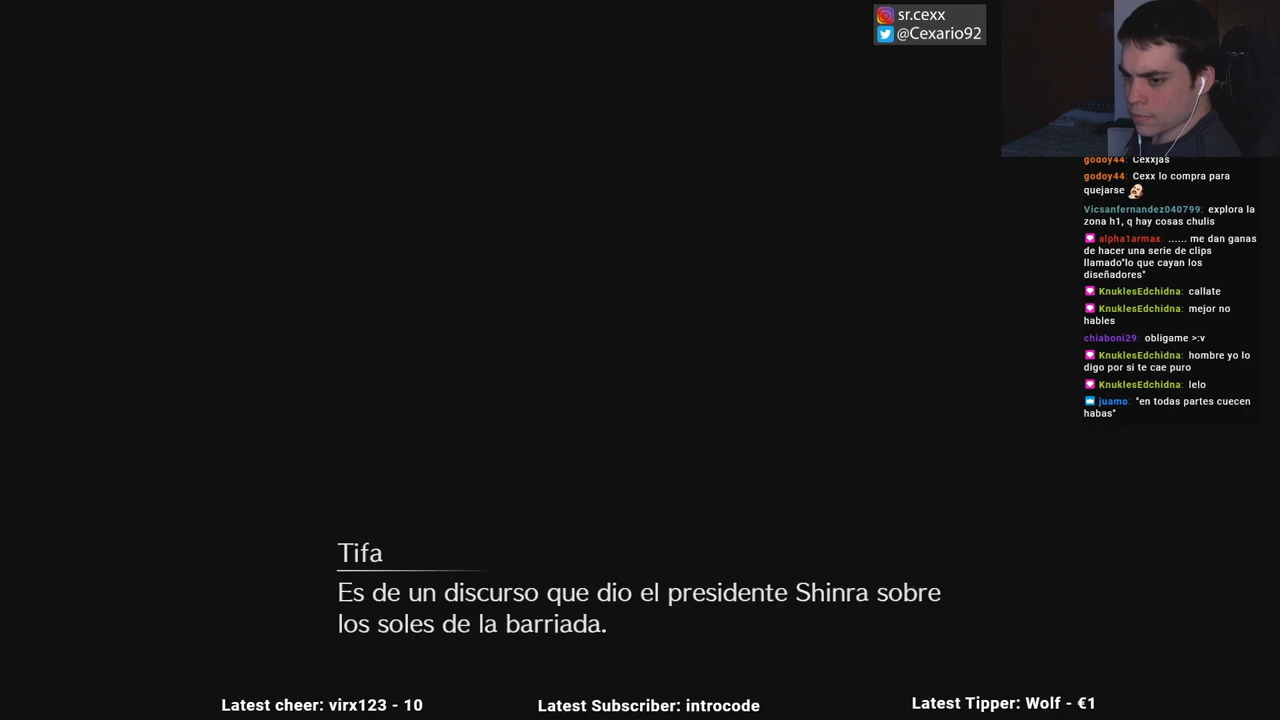 sr.cexx
@Cexario92
godoy44: Cexxjas
godoy44: Cexx lo compra para
quejarse
Vicsanfernandez040799: explora la
zona h1, q hay cosas chulis
alpha1armax: ...... me dan ganas
de hacer una serie de clips
llamado"lo que cayan los
diseñadores"
KnuklesEdchidna: callate
KnuklesEdchidna: mejor no
hables
chiaboni29: obligame >:v
KnuklesEdchidna: hombre yo lo
digo por si te cae puro
KnuklesEdchidna: lelo
juamo: "en todas partes cuecen
habas"
Tifa
Es de un discurso que dio el presidente Shinra sobre
los soles de la barriada.
Latest cheer: virx123 - 10
Latest Subscriber: introcode
Latest Tipper: Wolf - €1